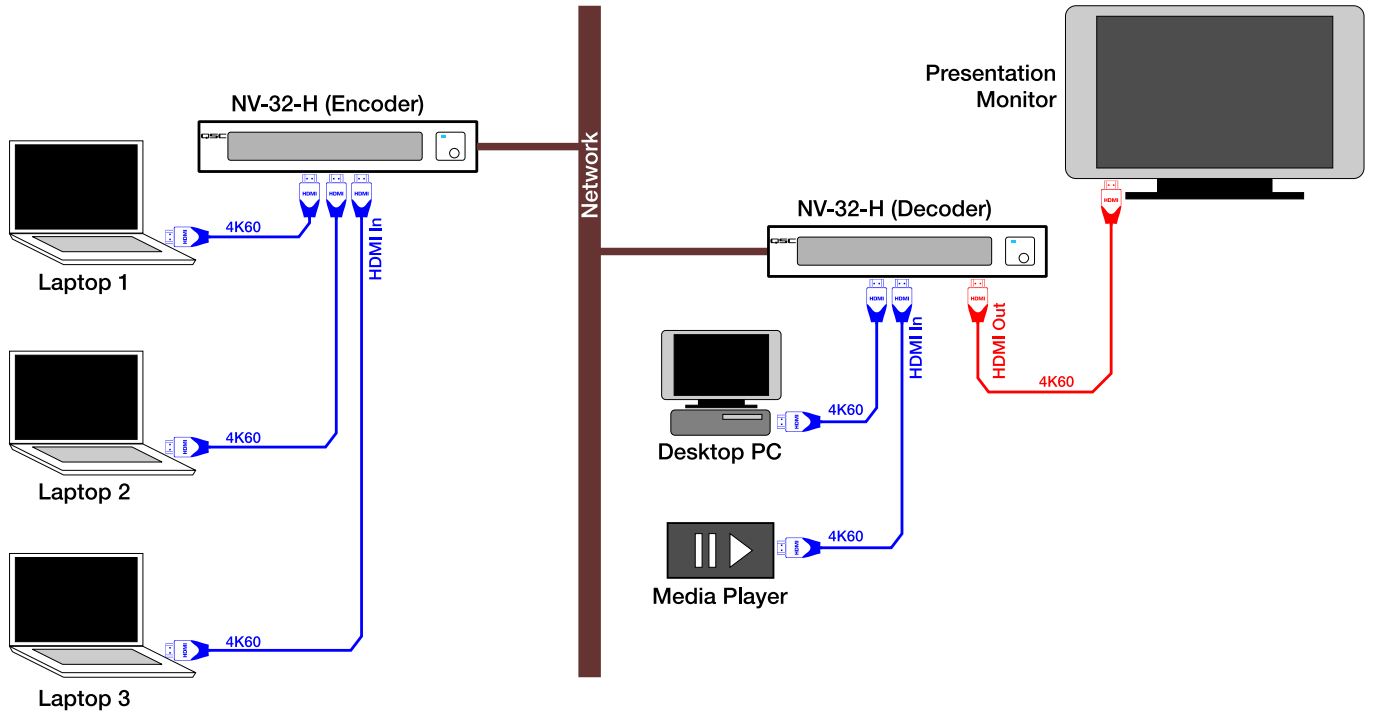 Presentation
Monitor
NV-32-H (Encoder)
QSC
HDMI
HDMI
HDMI
HDMI In
HDMI
4K60
Laptop 1
Network
NV-32-H (Decoder)
QSC
HDMI
HDMI
HDMI
HDMI
HDMI In
HDMI Out
4K60
HDMI
4K60
Desktop PC
HDMI
4K60
Laptop 2
HDMI
4K60
Media Player
HDMI
4K60
Laptop 3